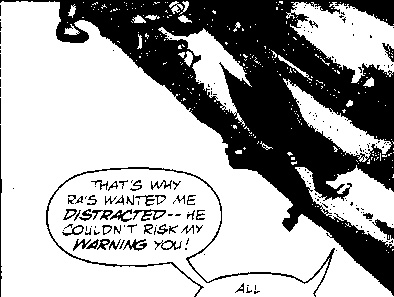 THAT'S WHY
RA'S WANTED ME
DISTRACTED-- HE
COULDN'T RISK MY
WARNING YOU!
ALL